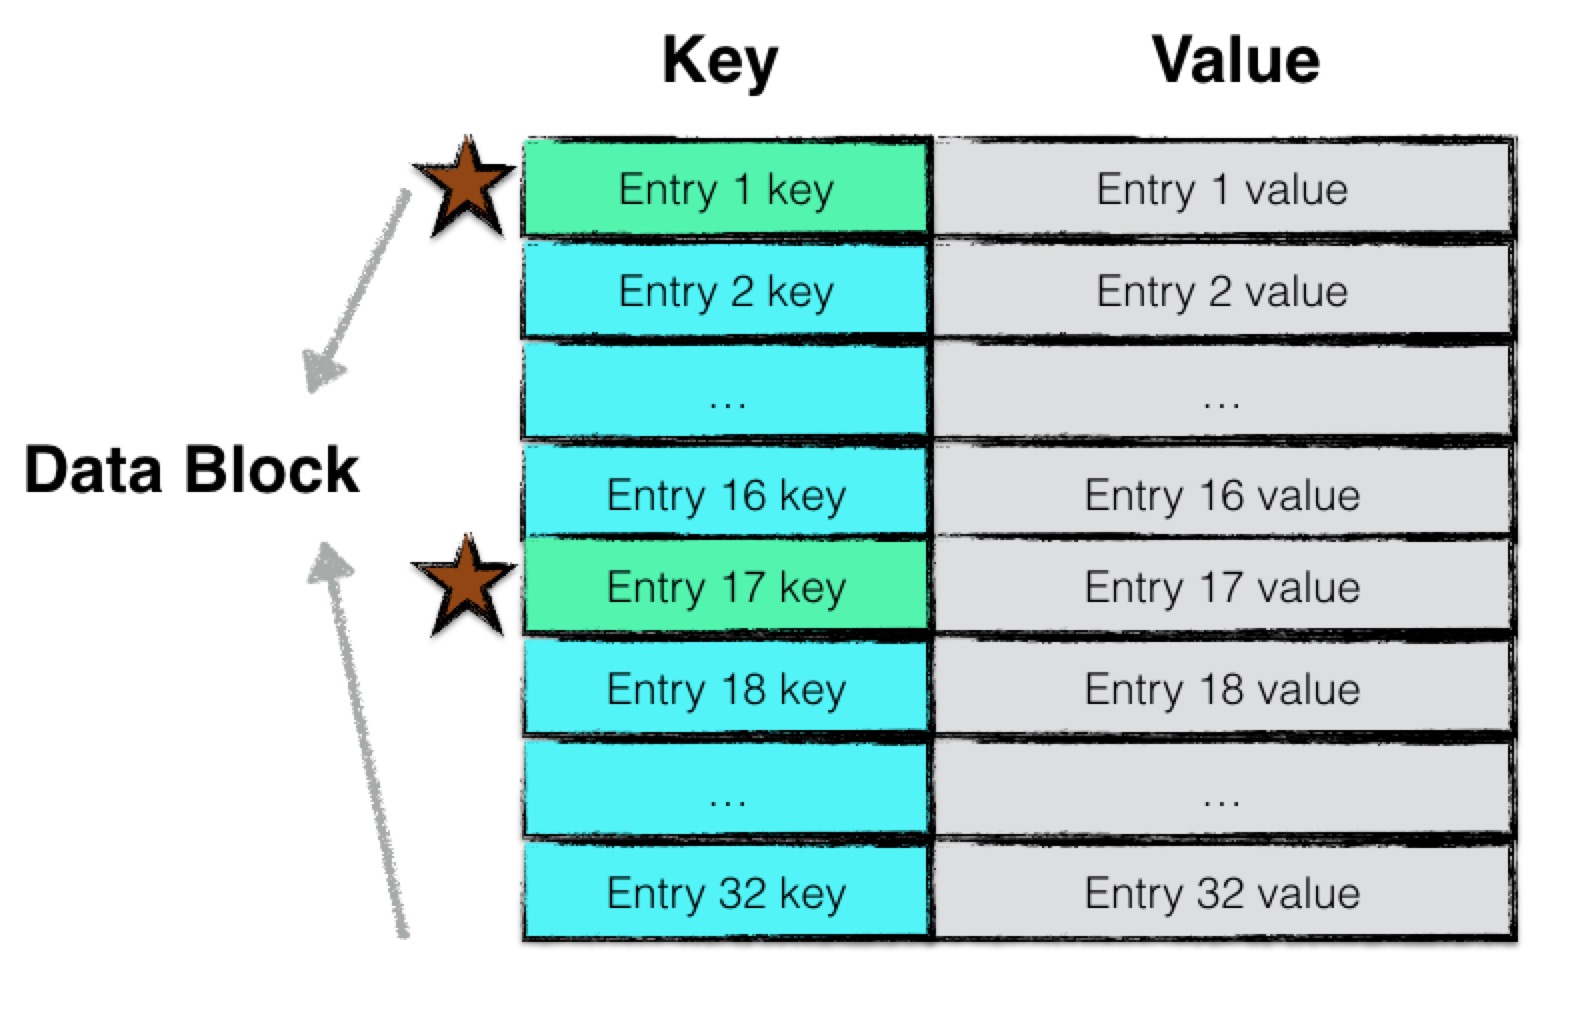 Key Value
Entry 1 key Entry 1 value
Entry 2 key Entry 2 value
... ...
Data Block
Entry 16 key Entry 16 value
Entry 17 key Entry 17 value
Entry 18 key Entry 18 value
... ...
Entry 32 key Entry 32 value